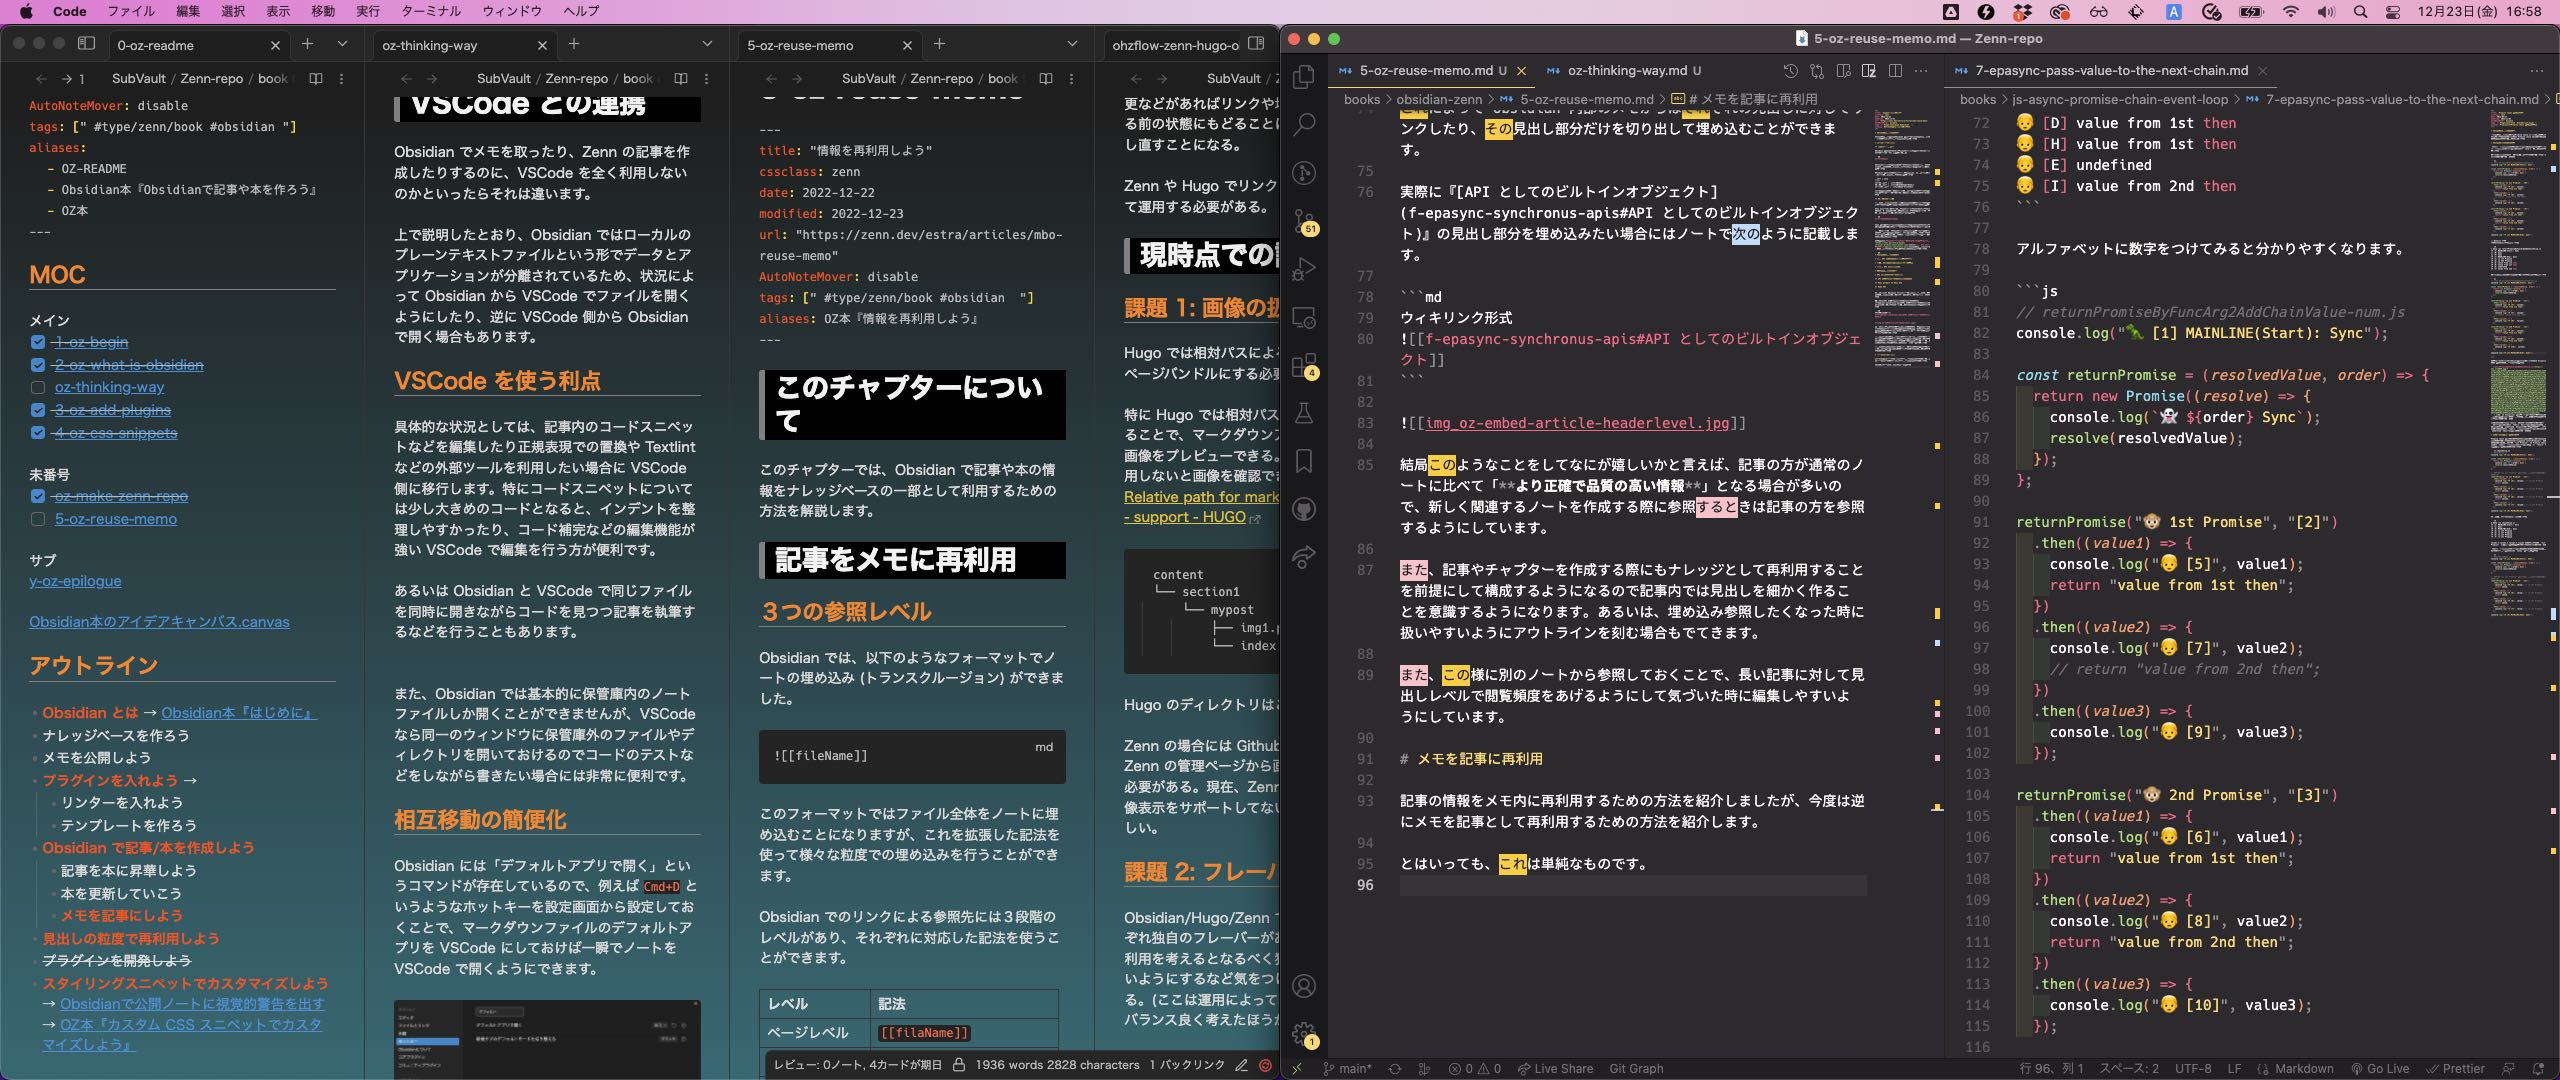 Code ファイル 編集 選択 表示 移動 実行 ターミナル ウィンドウ ヘルプ
A 12月23日(金) 16:58
0-oz-readme
1 SubVault / Zenn-repo / book
AutoNoteMover: disable
tags: [" #type/zenn/book #obsidian "]
aliases:
- OZ-README
- Obsidian本『Obsidianで記事や本を作ろう』
- OZ本
---
MOC
メイン
1-oz-begin
2-oz-what-is-obsidian
oz-thinking-way
3-oz-add-plugins
4-oz-css-snippets
未番号
oz-make-zenn-repo
5-oz-reuse-memo
サブ
y-oz-epilogue
Obsidian本のアイデアキャンバス.canvas
アウトライン
Obsidian とは → Obsidian本『はじめに』
ナレッジベースを作ろう
メモを公開しよう
プラグインを入れよう →
リンターを入れよう
テンプレートを作ろう
Obsidian で記事/本を作成しよう
記事を本に昇華しよう
本を更新していこう
メモを記事にしよう
見出しの粒度で再利用しよう
プラグインを開発しよう
スタイリングスニペットでカスタマイズしよう
→ Obsidianで公開ノートに視覚的警告を出す
→ OZ本『カスタム CSS スニペットでカスタ
マイズしよう』
oz-thinking-way
SubVault / Zenn-repo / book
VSCode との連携
Obsidian でメモを取ったり、Zenn の記事を作
成したりするのに、VSCode を全く利用しない
のかといったらそれは違います。
上で説明したとおり、Obsidian ではローカルの
プレーンテキストファイルという形でデータとア
プリケーションが分離されているため、状況によ
って Obsidian から VSCode でファイルを開く
ようにしたり、逆に VSCode 側から Obsidian
で開く場合もあります。
VSCode を使う利点
具体的な状況としては、記事内のコードスニペッ
トなどを編集したり正規表現での置換や Textlint
などの外部ツールを利用したい場合に VSCode
側に移行します。特にコードスニペットについて
は少し大きめのコードとなると、インデントを整
理しやすかったり、コード補完などの編集機能が
強い VSCode で編集を行う方が便利です。
あるいは Obsidian と VSCode で同じファイル
を同時に開きながらコードを見つつ記事を執筆す
るなどを行うこともあります。
また、Obsidian では基本的に保管庫内のノート
ファイルしか開くことができませんが、VSCode
なら同一のウィンドウに保管庫外のファイルやデ
ィレクトリを開いておけるのでコードのテストな
どをしながら書きたい場合には非常に便利です。
相互移動の簡便化
Obsidian には「デフォルトアプリで開く」とい
うコマンドが存在しているので、例えば Cmd+D と
いうようなホットキーを設定画面から設定してお
くことで、マークダウンファイルのデフォルトア
プリを VSCode にしておけば一瞬でノートを
VSCode で開くようにできます。
5-oz-reuse-memo
SubVault / Zenn-repo / book
---
title: "情報を再利用しよう"
cssclass: zenn
date: 2022-12-22
modified: 2022-12-23
url: "https://zenn.dev/estra/articles/mbo-
reuse-memo"
AutoNoteMover: disable
tags: [" #type/zenn/book #obsidian  "]
aliases: OZ本『情報を再利用しよう』
---
このチャプターについ
て
このチャプターでは、Obsidian で記事や本の情
報をナレッジベースの一部として利用するための
方法を解説します。
記事をメモに再利用
３つの参照レベル
Obsidian では、以下のようなフォーマットでノ
ートの埋め込み (トランスクルージョン) ができま
した。
md
![[fileName]]
このフォーマットではファイル全体をノートに埋
め込むことになりますが、これを拡張した記法を
使って様々な粒度での埋め込みを行うことができ
ます。
Obsidian でのリンクによる参照先には３段階の
レベルがあり、それぞれに対応した記法を使うこ
とができます。
レベル 記法
ページレベル [[filaName]]
レビュー: 0ノート, 4カードが期日 1936 words 2828 characters 1 バックリンク
ohzflow-zenn-hugo-o
SubVault /
更などがあればリンクや
る前の状態にもどること
し直すことになる。
Zenn や Hugo でリンク
て運用する必要がある。
現時点での
課題 1: 画像の
Hugo では相対パスによ
ページバンドルにする必
特に Hugo では相対パス
ることで、マークダウン
画像をプレビューできる。
用しないと画像を確認でき
Relative path for mark
- support - HUGO
content
└── section1
└── mypost
├── img1.
└── index
Hugo のディレクトリは
Zenn の場合には Github
Zenn の管理ページから
必要がある。現在、Zenn
像表示をサポートしてな
しい。
課題 2: フレーバ
Obsidian/Hugo/Zenn
ぞれ独自のフレーバーが
利用を考えるとなるべく
いようにするなど気をつ
る。(ここは運用によって
バランス良く考えたほう
5-oz-reuse-memo.md — Zenn-repo
5-oz-reuse-memo.md U oz-thinking-way.md U
books > obsidian-zenn > 5-oz-reuse-memo.md > # メモを記事に再利用
ンクしたり、その見出し部分だけを切り出して埋め込むことができま
す。
75
76 実際に『[API としてのビルトインオブジェクト]
(f-epasync-synchronus-apis#API としてのビルトインオブジェク
ト)』の見出し部分を埋め込みたい場合にはノートで次のように記載しま
す。
77
78 ```md
79 ウィキリンク形式
80 ![[f-epasync-synchronus-apis#API としてのビルトインオブジェ
クト]]
81 ```
82
83 ![[img_oz-embed-article-headerlevel.jpg]]
84
85 結局このようなことをしてなにが嬉しいかと言えば、記事の方が通常のノ
ートに比べて「**より正確で品質の高い情報**」となる場合が多いの
で、新しく関連するノートを作成する際に参照するときは記事の方を参照
するようにしています。
86
87 また、記事やチャプターを作成する際にもナレッジとして再利用すること
を前提にして構成するようになるので記事内では見出しを細かく作るこ
とを意識するようになります。あるいは、埋め込み参照したくなった時に
扱いやすいようにアウトラインを刻む場合もでてきます。
88
89 また、この様に別のノートから参照しておくことで、長い記事に対して見
出しレベルで閲覧頻度をあげるようにして気づいた時に編集しやすいよ
うにしています。
90
91 # メモを記事に再利用
92
93 記事の情報をメモ内に再利用するための方法を紹介しましたが、今度は逆
にメモを記事として再利用するための方法を紹介します。
94
95 とはいっても、これは単純なものです。
96
51
4
1
7-epasync-pass-value-to-the-next-chain.md
books > js-async-promise-chain-event-loop > 7-epasync-pass-value-to-the-next-chain.md >
72 👴 [D] value from 1st then
73 👴 [H] value from 1st then
74 👴 [E] undefined
75 👴 [I] value from 2nd then
76 ```
77
78 アルファベットに数字をつけてみると分かりやすくなります。
79
80 ```js
81 // returnPromiseByFuncArg2AddChainValue-num.js
82 console.log("🦖 [1] MAINLINE(Start): Sync");
83
84 const returnPromise = (resolvedValue, order) => {
85 return new Promise((resolve) => {
86 console.log(`👻 ${order} Sync`);
87 resolve(resolvedValue);
88 });
89 };
90
91 returnPromise("🐵 1st Promise", "[2]")
92 .then((value1) => {
93 console.log("👴 [5]", value1);
94 return "value from 1st then";
95 })
96 .then((value2) => {
97 console.log("👴 [7]", value2);
98 // return "value from 2nd then";
99 })
100 .then((value3) => {
101 console.log("👴 [9]", value3);
102 });
103
104 returnPromise("🐵 2nd Promise", "[3]")
105 .then((value1) => {
106 console.log("👴 [6]", value1);
107 return "value from 1st then";
108 })
109 .then((value2) => {
110 console.log("👴 [8]", value2);
111 return "value from 2nd then";
112 })
113 .then((value3) => {
114 console.log("👴 [10]", value3);
115 });
116
main* 0 0 Live Share Git Graph
行 96、列 1 スペース: 2 UTF-8 LF Markdown Go Live Prettier